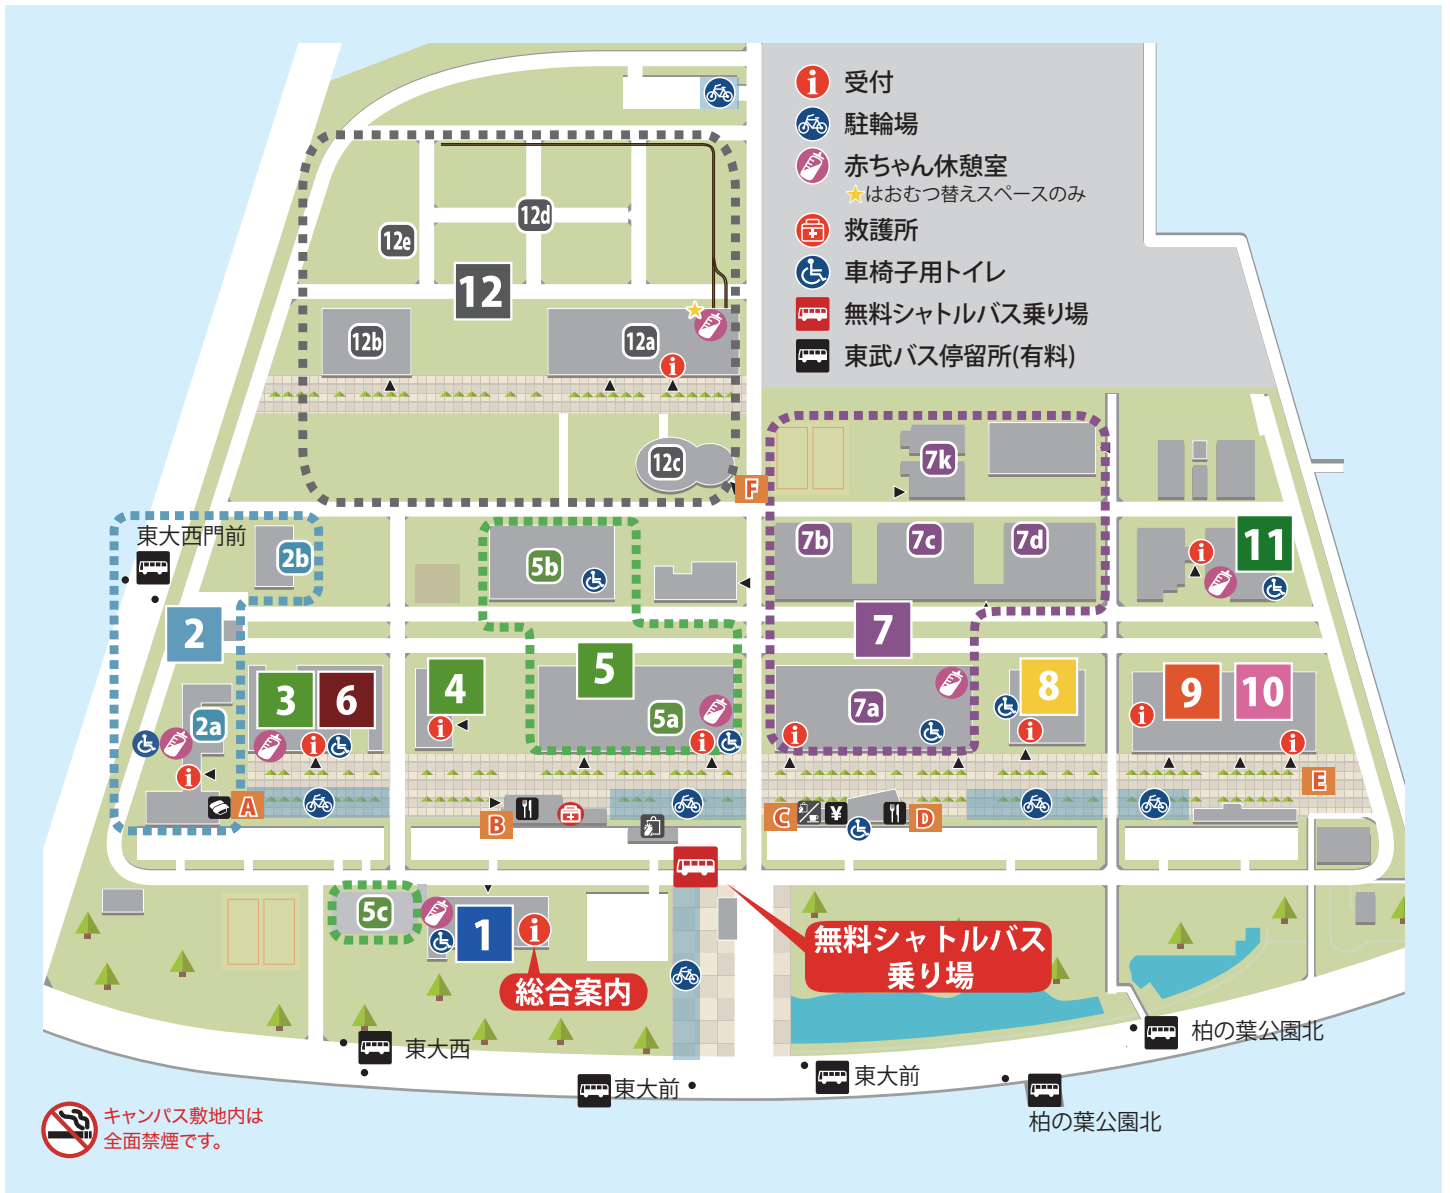 受付
駐輪場
赤ちゃん休憩室
★はおむつ替えスペースのみ
救護所
車椅子用トイレ
無料シャトルバス乗り場
東武バス停留所(有料)
12d
12e
12
12b
12a
12c
F
7k
東大西門前
2b
5b
7b
7c
7d
11
2
7
3
6
4
5
8
9
10
2a
5a
7a
A
B
C
¥
D
E
5c
1
総合案内
無料シャトルバス
乗り場
東大西
東大前
東大前
柏の葉公園北
柏の葉公園北
キャンパス敷地内は
全面禁煙です。